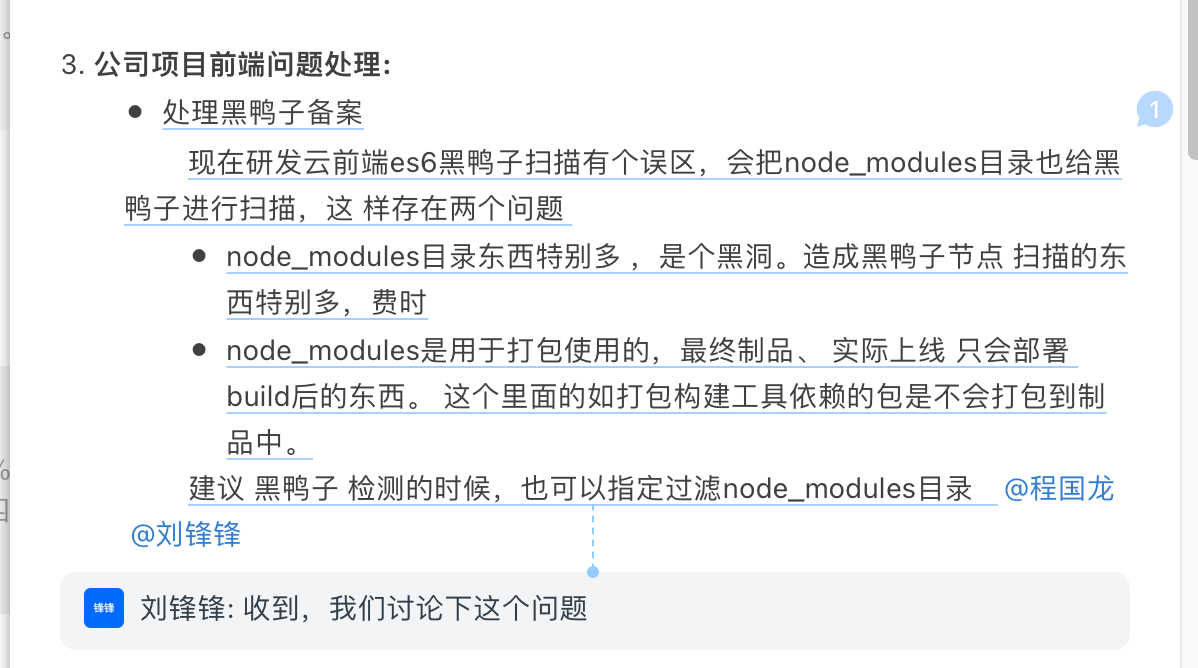 3. 公司项目前端问题处理:
处理黑鸭子备案
1
现在研发云前端es6黑鸭子扫描有个误区，会把node_modules目录也给黑
鸭子进行扫描，这 样存在两个问题
node_modules目录东西特别多 ，是个黑洞。造成黑鸭子节点 扫描的东
西特别多，费时
node_modules是用于打包使用的，最终制品、 实际上线 只会部署
build后的东西。 这个里面的如打包构建工具依赖的包是不会打包到制
品中。
建议 黑鸭子 检测的时候，也可以指定过滤node_modules目录 @程国龙
@刘锋锋
锋锋 刘锋锋: 收到，我们讨论下这个问题